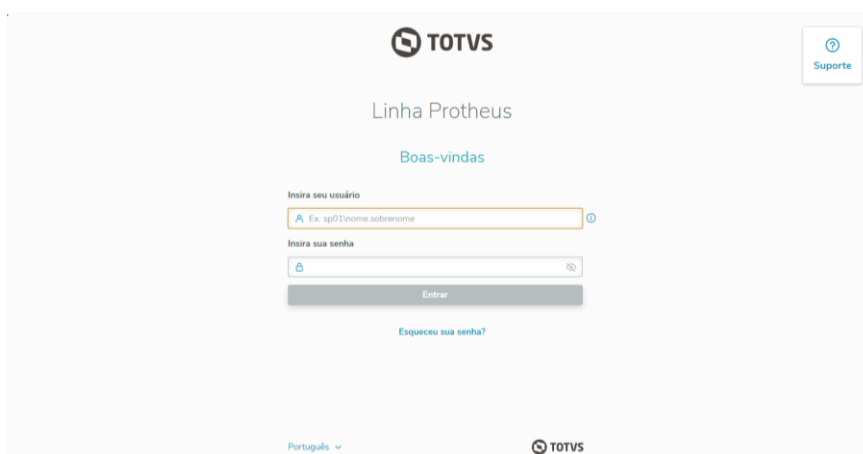 TOTVS
Suporte
Linha Protheus
Boas-vindas
Insira seu usuário
Ex. sp01\nome.sobrenome
Insira sua senha
Entrar
Esqueceu sua senha?
Português
TOTVS